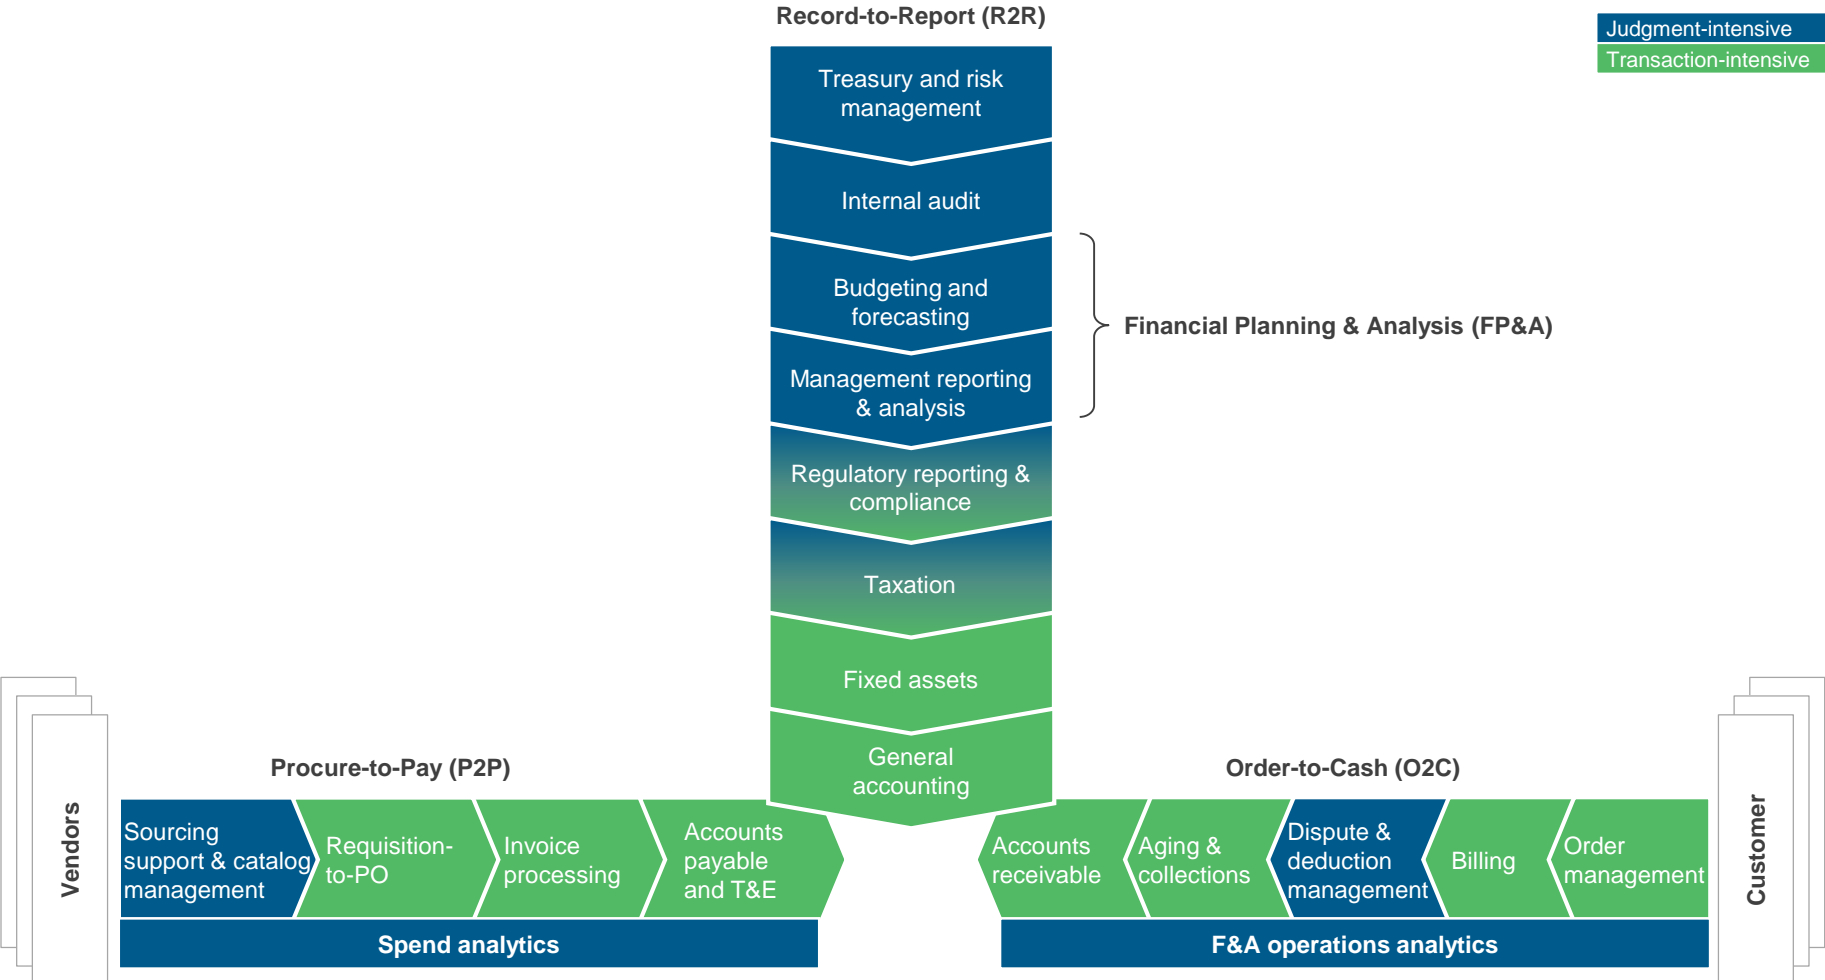 Record-to-Report (R2R)
Judgment-intensive
Transaction-intensive
Treasury and risk
management
Internal audit
Budgeting and
forecasting
Financial Planning & Analysis (FP&A)
Management reporting
& analysis
Regulatory reporting &
compliance
Taxation
Fixed assets
General
accounting
Procure-to-Pay (P2P)
Order-to-Cash (O2C)
Vendors
Sourcing
support & catalog
management
Requisition-
to-PO
Invoice
processing
Accounts
payable
and T&E
Accounts
receivable
Aging &
collections
Dispute &
deduction
management
Billing
Order
management
Customer
Spend analytics
F&A operations analytics